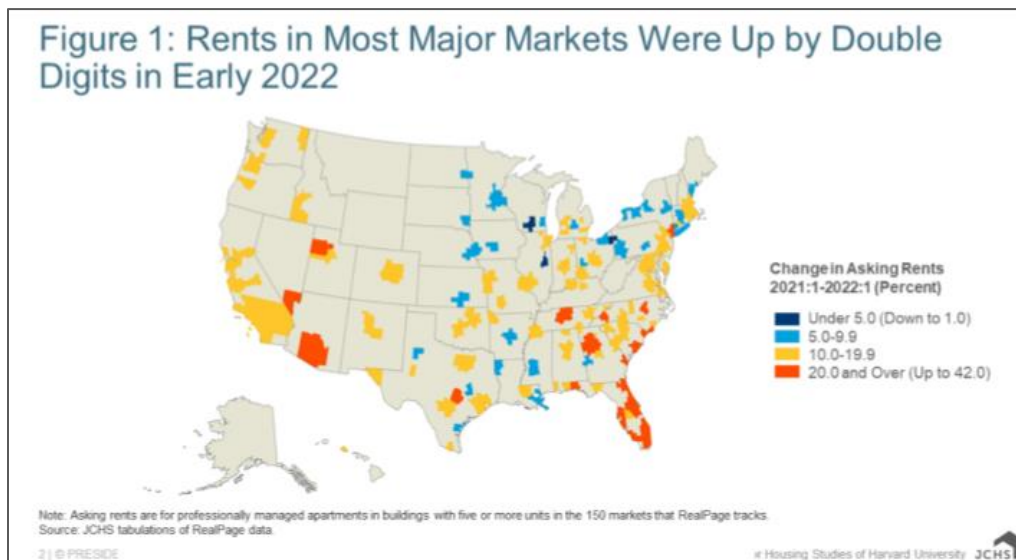 Figure 1: Rents in Most Major Markets Were Up by Double
Digits in Early 2022
Change in Asking Rents
2021:1-2022:1 (Percent)
Under 5.0 (Down to 1.0)
5.0-9.9
10.0-19.9
20.0 and Over (Up to 42.0)
Note: Asking rents are for professionally managed apartments in buildings with five or more units in the 150 markets that RealPage tracks.
Source: JCHS tabulations of RealPage data.
2 | © PRESIDE
r Housing Studies of Harvard University JCHS